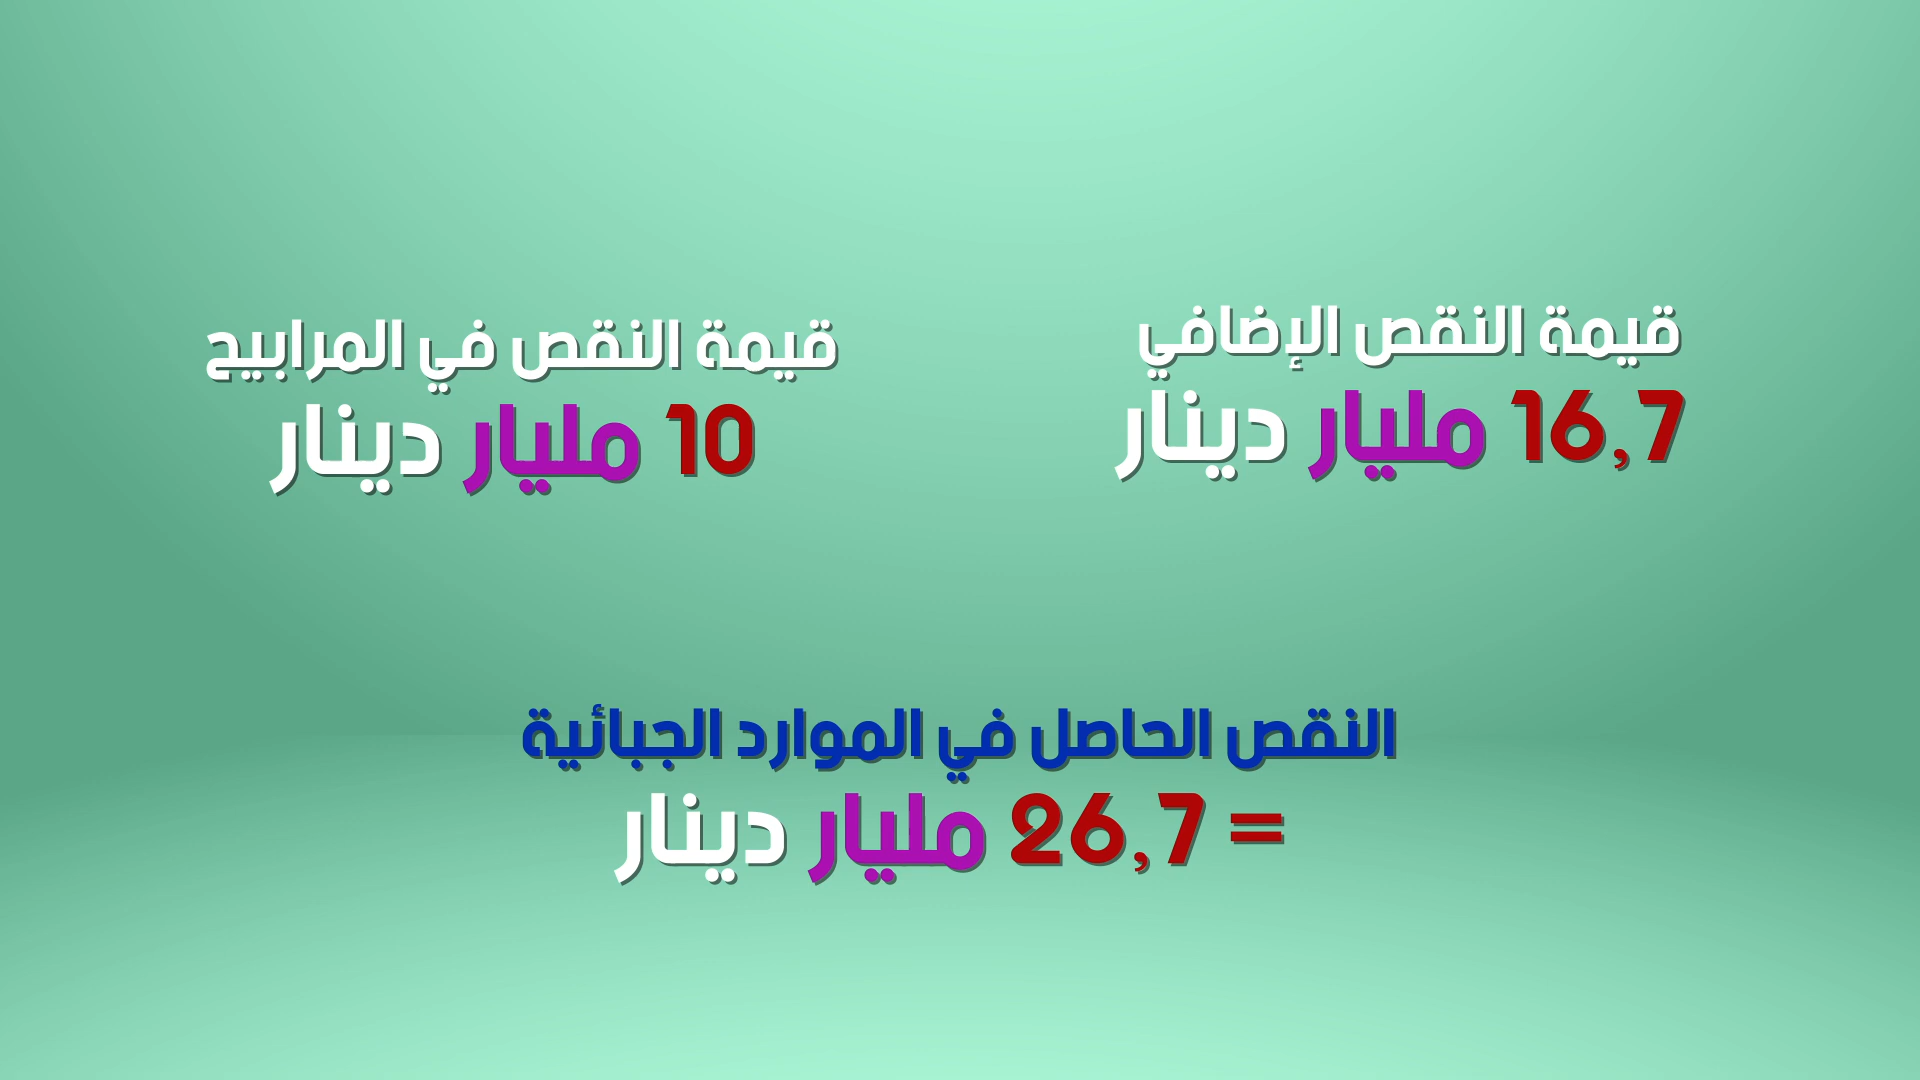 قيمة النقص الإضافي
16,7 مليار دينار
قيمة النقص في المرابيح
10 مليار دينار
النقص الحاصل في الموارد الجبائية
= 26,7 مليار دينار